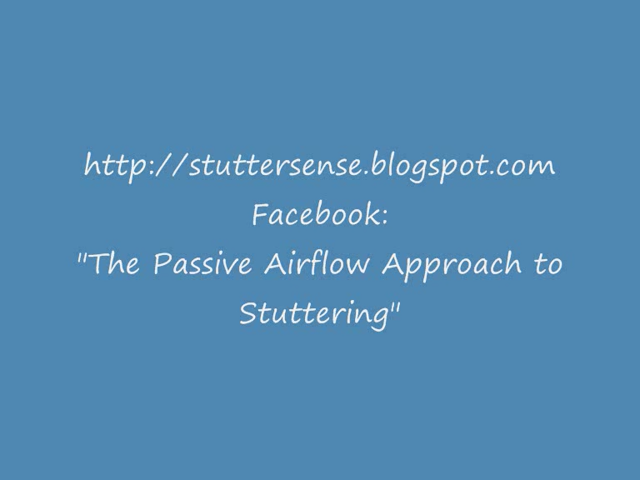 http://stuttersense.blogspot.com
Facebook:
"The Passive Airflow Approach to
Stuttering"